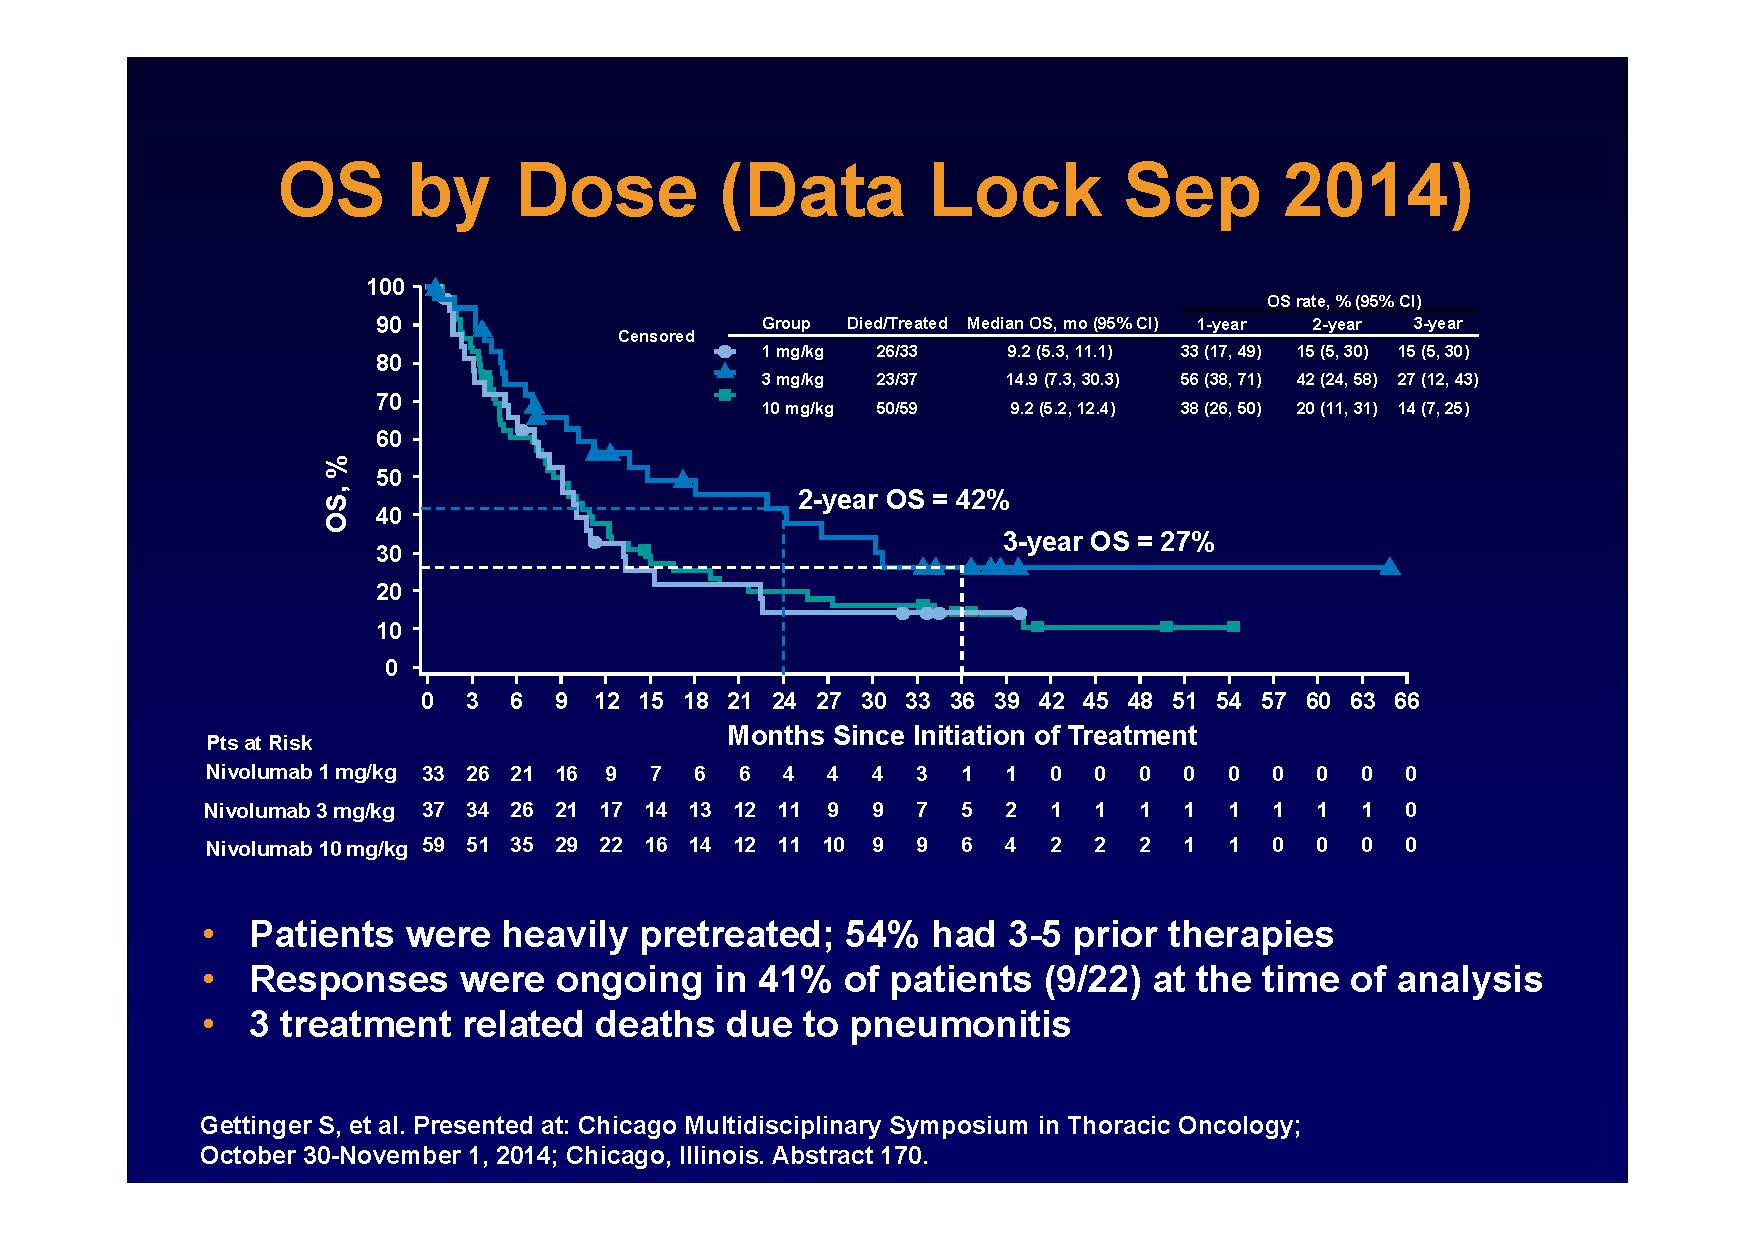 OS by Dose (Data Lock Sep 2014)
OS, %
100
90
80
70
60
50
40
30
20
10
0
Censored
OS rate, % (95% CI)
Group Died/Treated Median OS, mo (95% CI) 1-year 2-year 3-year
1 mg/kg 26/33 9.2 (5.3, 11.1) 33 (17, 49) 15 (5, 30) 15 (5, 30)
3 mg/kg 23/37 14.9 (7.3, 30.3) 56 (38, 71) 42 (24, 58) 27 (12, 43)
10 mg/kg 50/59 9.2 (5.2, 12.4) 38 (26, 50) 20 (11, 31) 14 (7, 25)
2-year OS = 42%
3-year OS = 27%
0 3 6 9 12 15 18 21 24 27 30 33 36 39 42 45 48 51 54 57 60 63 66
Months Since Initiation of Treatment
Pts at Risk
Nivolumab 1 mg/kg 33 26 21 16 9 7 6 6 4 4 4 3 1 1 0 0 0 0 0 0 0 0 0
Nivolumab 3 mg/kg 37 34 26 21 17 14 13 12 11 9 9 7 5 2 1 1 1 1 1 1 1 1 0
Nivolumab 10 mg/kg 59 51 35 29 22 16 14 12 11 10 9 9 6 4 2 2 2 1 1 0 0 0 0
• Patients were heavily pretreated; 54% had 3-5 prior therapies
• Responses were ongoing in 41% of patients (9/22) at the time of analysis
• 3 treatment related deaths due to pneumonitis
Gettinger S, et al. Presented at: Chicago Multidisciplinary Symposium in Thoracic Oncology;
October 30-November 1, 2014; Chicago, Illinois. Abstract 170.